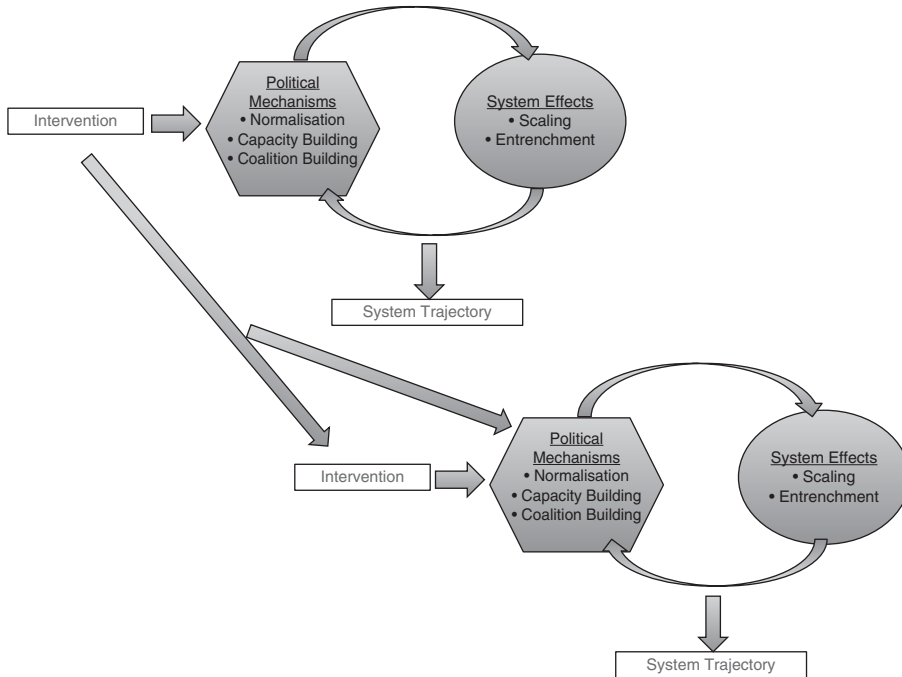 Intervention
Political
Mechanisms
• Normalisation
• Capacity Building
• Coalition Building
System Effects
• Scaling
• Entrenchment
System Trajectory
Intervention
Political
Mechanisms
• Normalisation
• Capacity Building
• Coalition Building
System Effects
• Scaling
• Entrenchment
System Trajectory